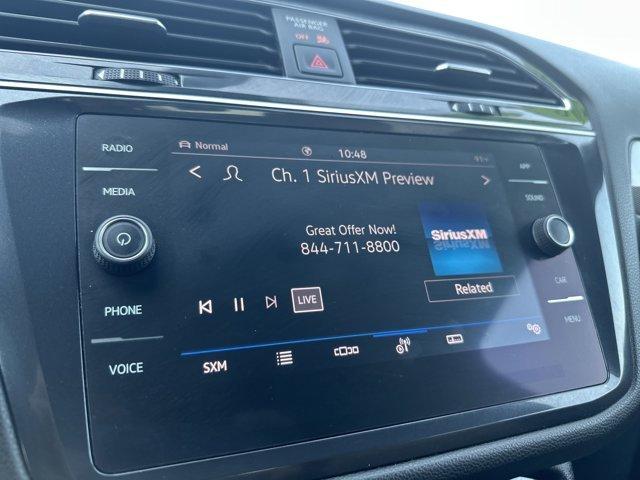 PASSENGER
AIR BAG
OFF
RADIO
MEDIA
PHONE
VOICE
Normal
10:48
91°F
Ch. 1 SiriusXM Preview
Great Offer Now!
844-711-8800
SiriusXM
Related
LIVE
SXM
APP
SOUND
CAR
MENU